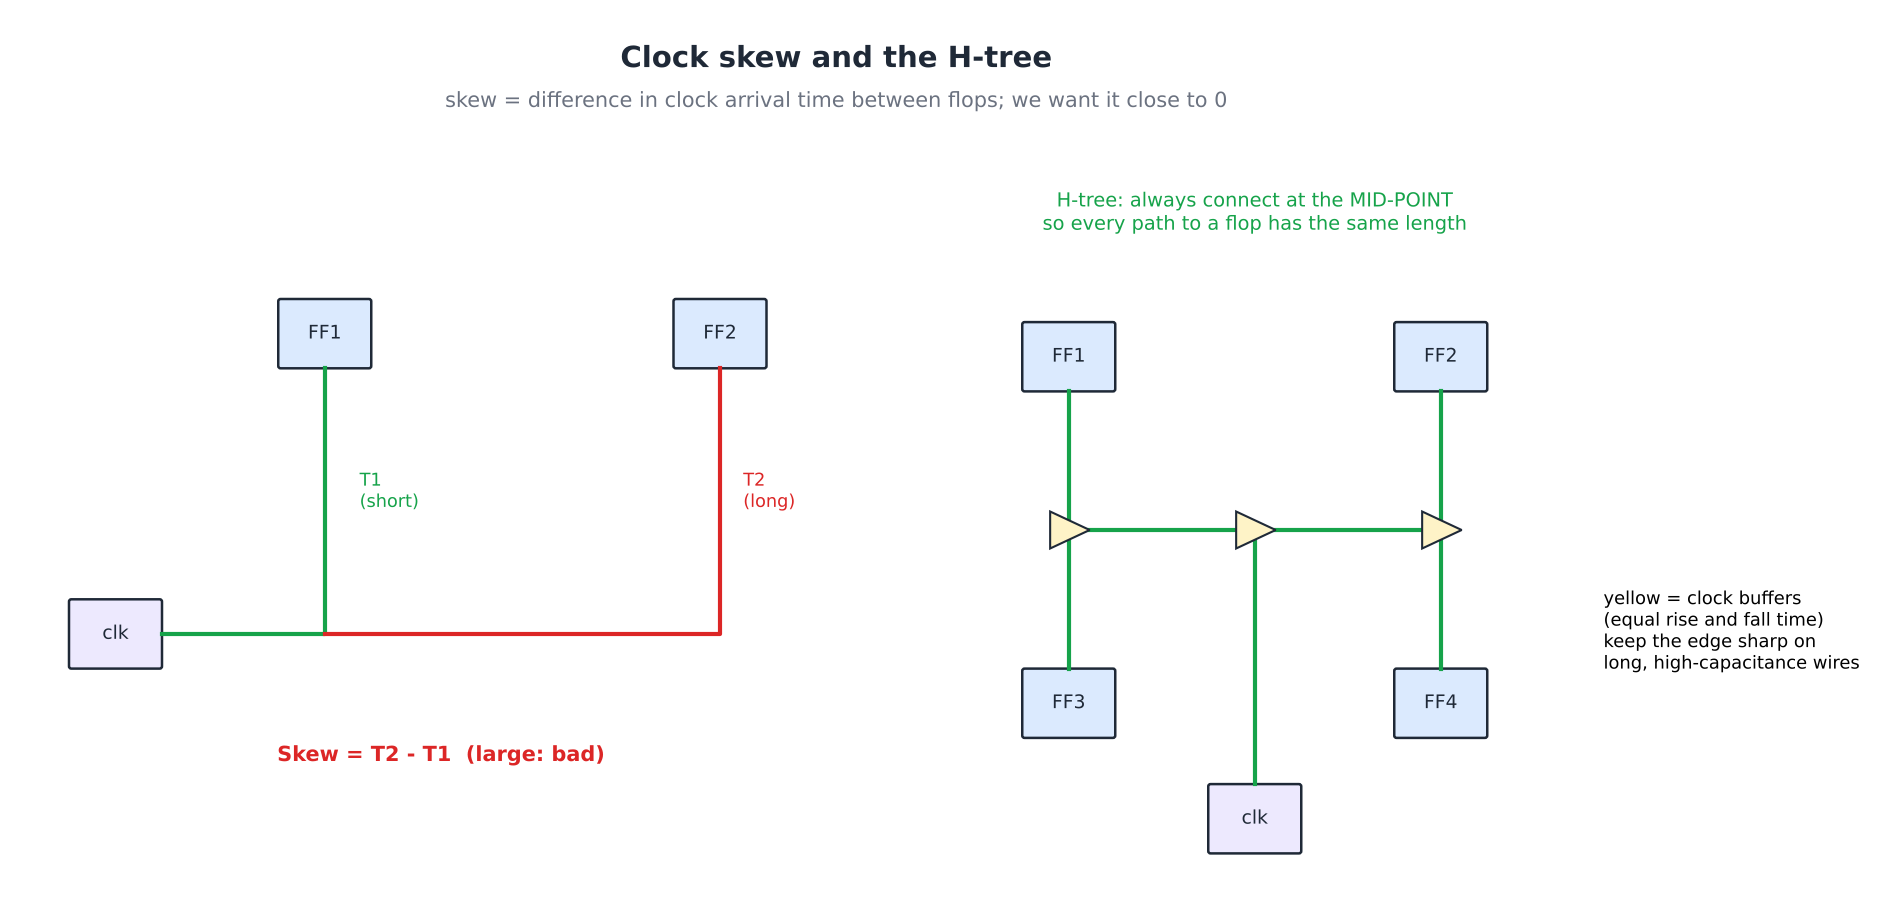 Clock skew and the H-tree
skew = difference in clock arrival time between flops; we want it close to 0
H-tree: always connect at the MID-POINT
so every path to a flop has the same length
FF1
FF2
T1
(short)
T2
(long)
clk
Skew = T2 - T1  (large: bad)
FF1
FF2
FF3
FF4
clk
yellow = clock buffers
(equal rise and fall time)
keep the edge sharp on
long, high-capacitance wires